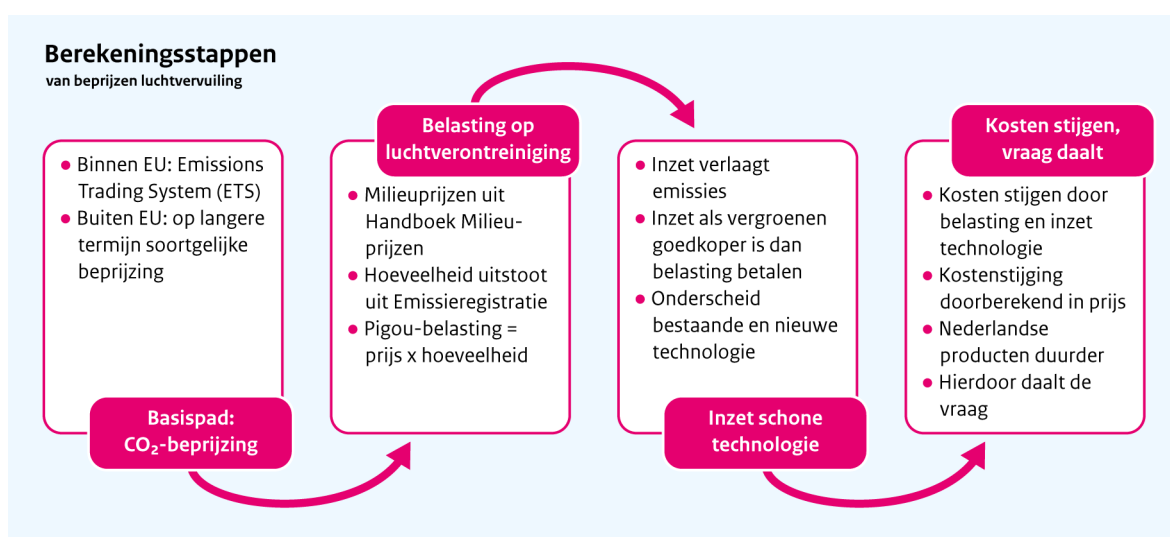 Berekeningsstappen
van beprijzen luchtvervuiling
• Binnen EU: Emissions
Trading System (ETS)
• Buiten EU: op langere
termijn soortgelijke
beprijzing
Basispad:
CO₂-beprijzing
Belasting op
luchtverontreiniging
• Milieuprijzen uit
Handboek Milieu-
prijzen
• Hoeveelheid uitstoot
uit Emissieregistratie
• Pigou-belasting =
prijs x hoeveelheid
• Inzet verlaagt
emissies
• Inzet als vergroenen
goedkoper is dan
belasting betalen
• Onderscheid
bestaande en nieuwe
technologie
Inzet schone
technologie
Kosten stijgen,
vraag daalt
• Kosten stijgen door
belasting en inzet
technologie
• Kostenstijging
doorberekend in prijs
• Nederlandse
producten duurder
• Hierdoor daalt de
vraag